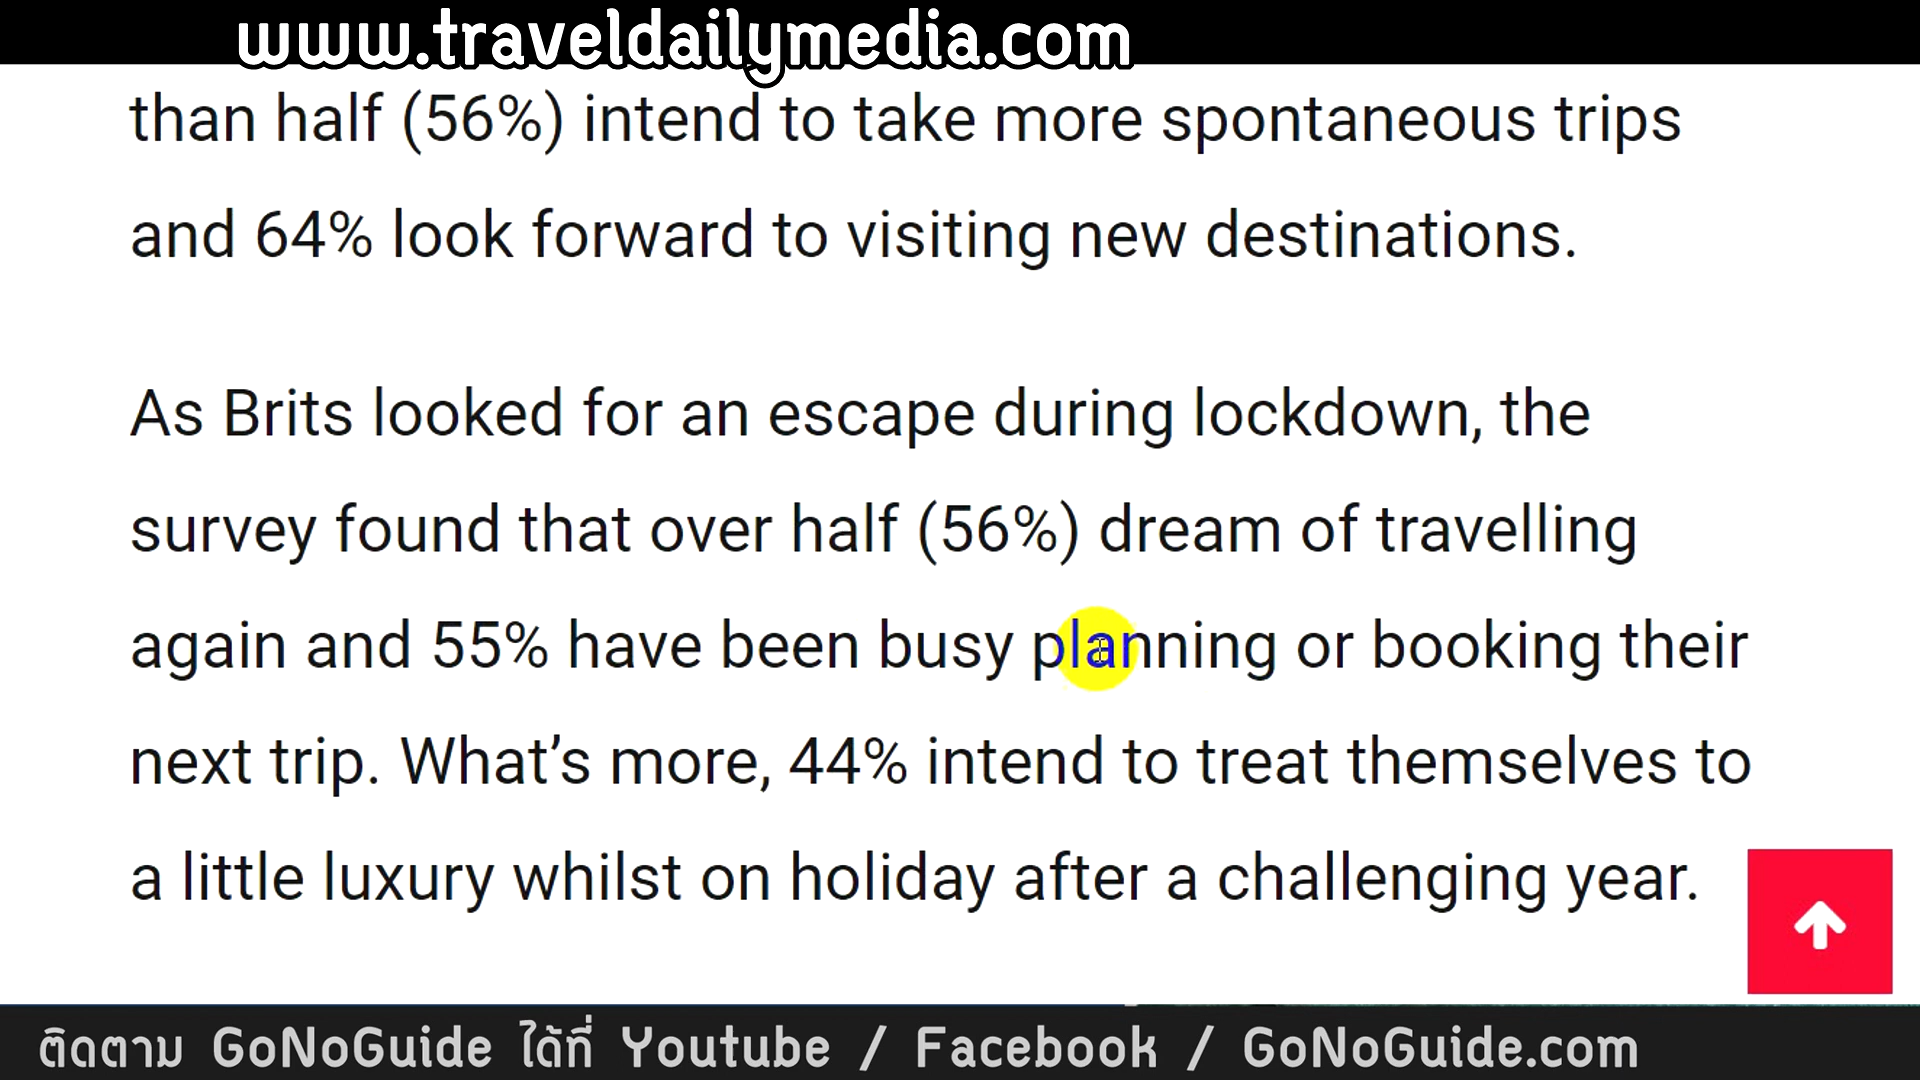 www.traveldailymedia.com
than half (56%) intend to take more spontaneous trips
and 64% look forward to visiting new destinations.
As Brits looked for an escape during lockdown, the
survey found that over half (56%) dream of travelling
again and 55% have been busy planning or booking their
next trip. What’s more, 44% intend to treat themselves to
a little luxury whilst on holiday after a challenging year.
ติดตาม GoNoGuide ได้ที่ Youtube / Facebook / GoNoGuide.com